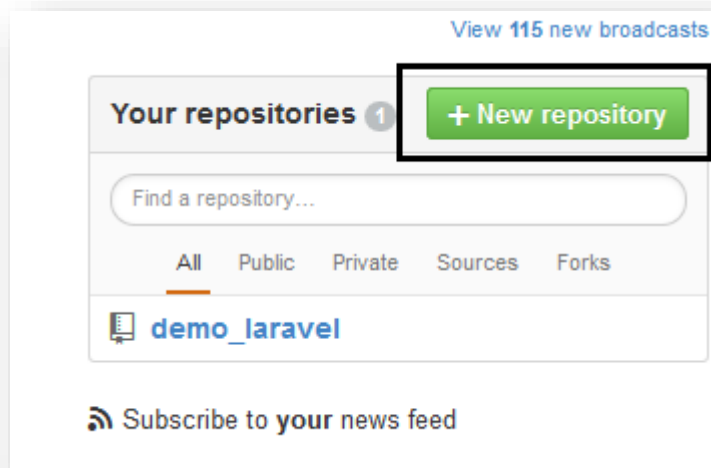 View 115 new broadcasts
Your repositories 1 + New repository
Find a repository...
All Public Private Sources Forks
demo_laravel
Subscribe to your news feed